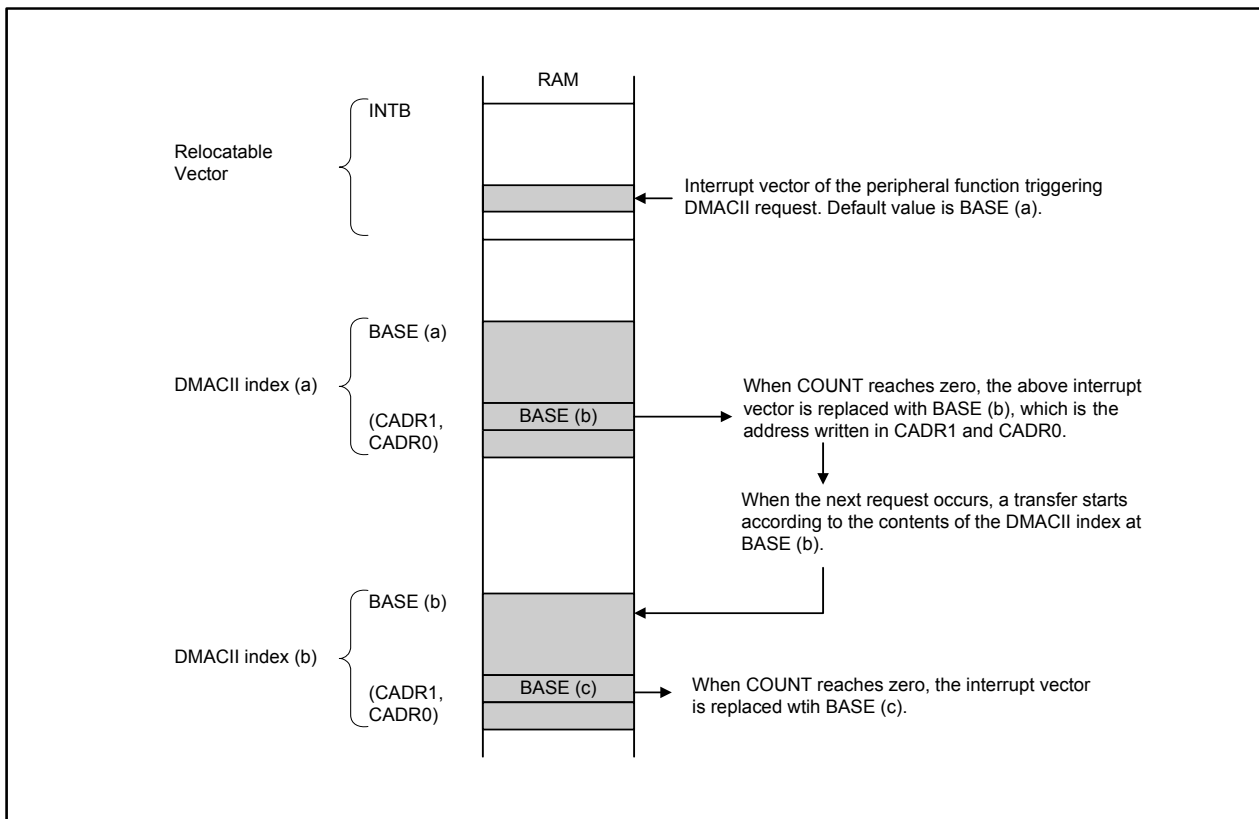 RAM
INTB
Relocatable
Vector
Interrupt vector of the peripheral function triggering
DMACII request. Default value is BASE (a).
BASE (a)
DMACII index (a)
(CADR1,
CADR0)
BASE (b)
When COUNT reaches zero, the above interrupt
vector is replaced with BASE (b), which is the
address written in CADR1 and CADR0.
When the next request occurs, a transfer starts
according to the contents of the DMACII index at
BASE (b).
BASE (b)
DMACII index (b)
(CADR1,
CADR0)
BASE (c)
When COUNT reaches zero, the interrupt vector
is replaced wtih BASE (c).